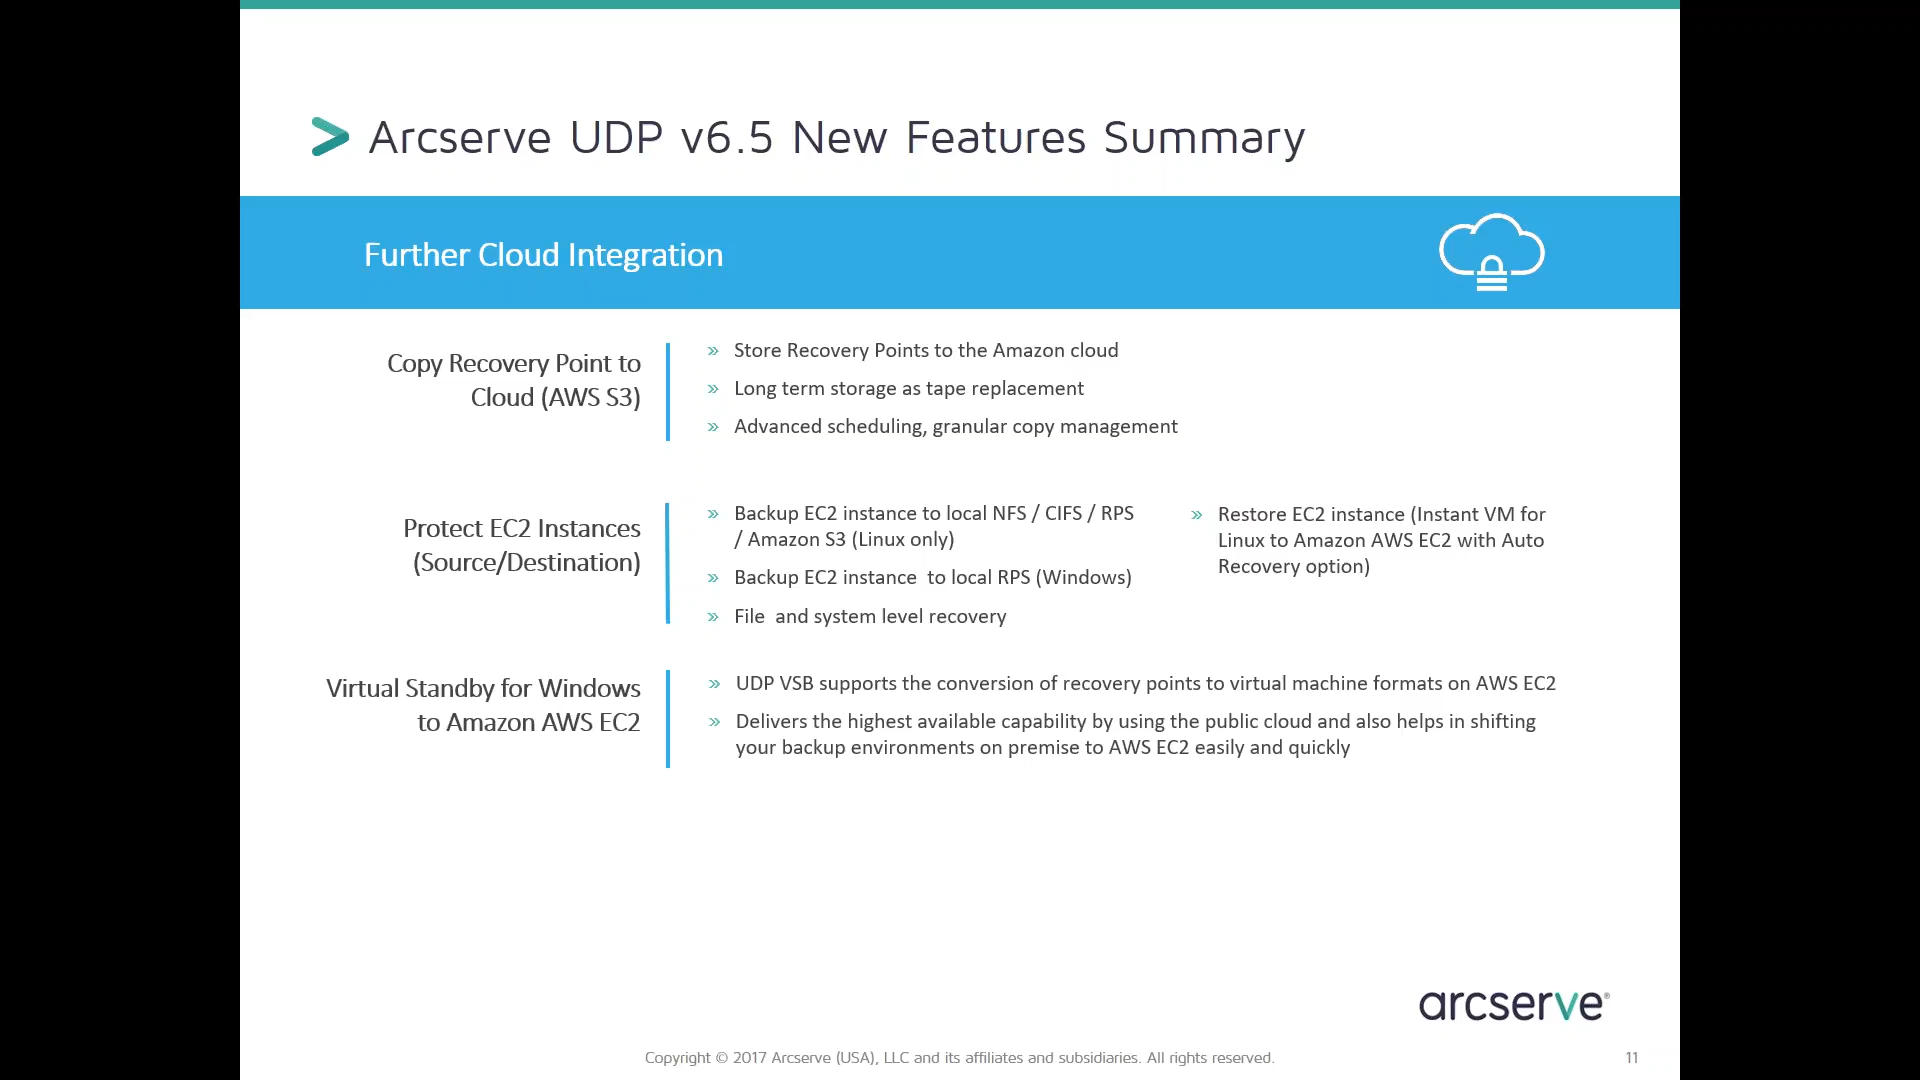 Arcserve UDP v6.5 New Features Summary
Further Cloud Integration
Copy Recovery Point to
Cloud (AWS S3)
» Store Recovery Points to the Amazon cloud
» Long term storage as tape replacement
» Advanced scheduling, granular copy management
Protect EC2 Instances
(Source/Destination)
» Backup EC2 instance to local NFS / CIFS / RPS
/ Amazon S3 (Linux only)
» Backup EC2 instance  to local RPS (Windows)
» File  and system level recovery
» Restore EC2 instance (Instant VM for
Linux to Amazon AWS EC2 with Auto
Recovery option)
Virtual Standby for Windows
to Amazon AWS EC2
» UDP VSB supports the conversion of recovery points to virtual machine formats on AWS EC2
» Delivers the highest available capability by using the public cloud and also helps in shifting
your backup environments on premise to AWS EC2 easily and quickly
arcserve®
Copyright © 2017 Arcserve (USA), LLC and its affiliates and subsidiaries. All rights reserved.
11